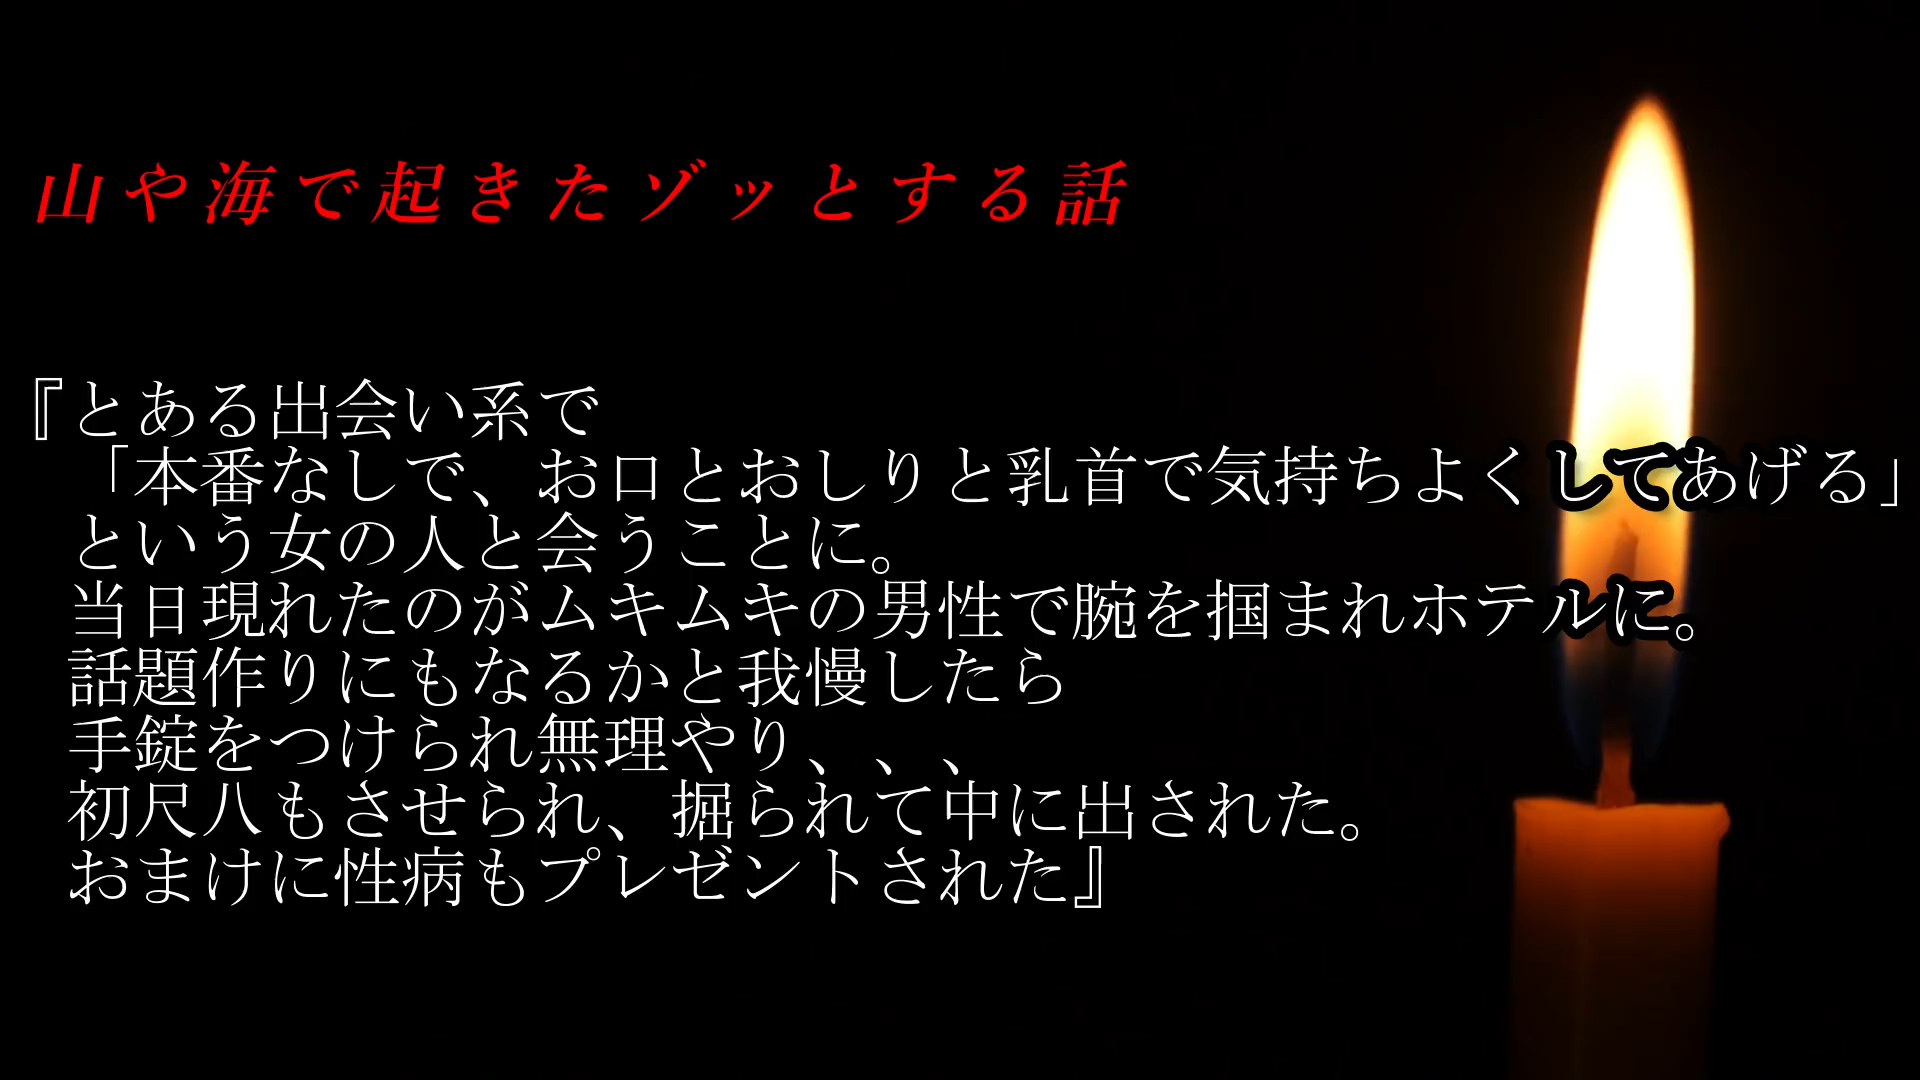 山や海で起きたゾッとする話
『とある出会い系で
「本番なしで、お口とおしりと乳首で気持ちよくしてあげる」
という女の人と会うことに。
当日現れたのがムキムキの男性で腕を掴まれホテルに。
話題作りにもなるかと我慢したら
手錠をつけられ無理やり、、、
初尺八もさせられ、掘られて中に出された。
おまけに性病もプレゼントされた』